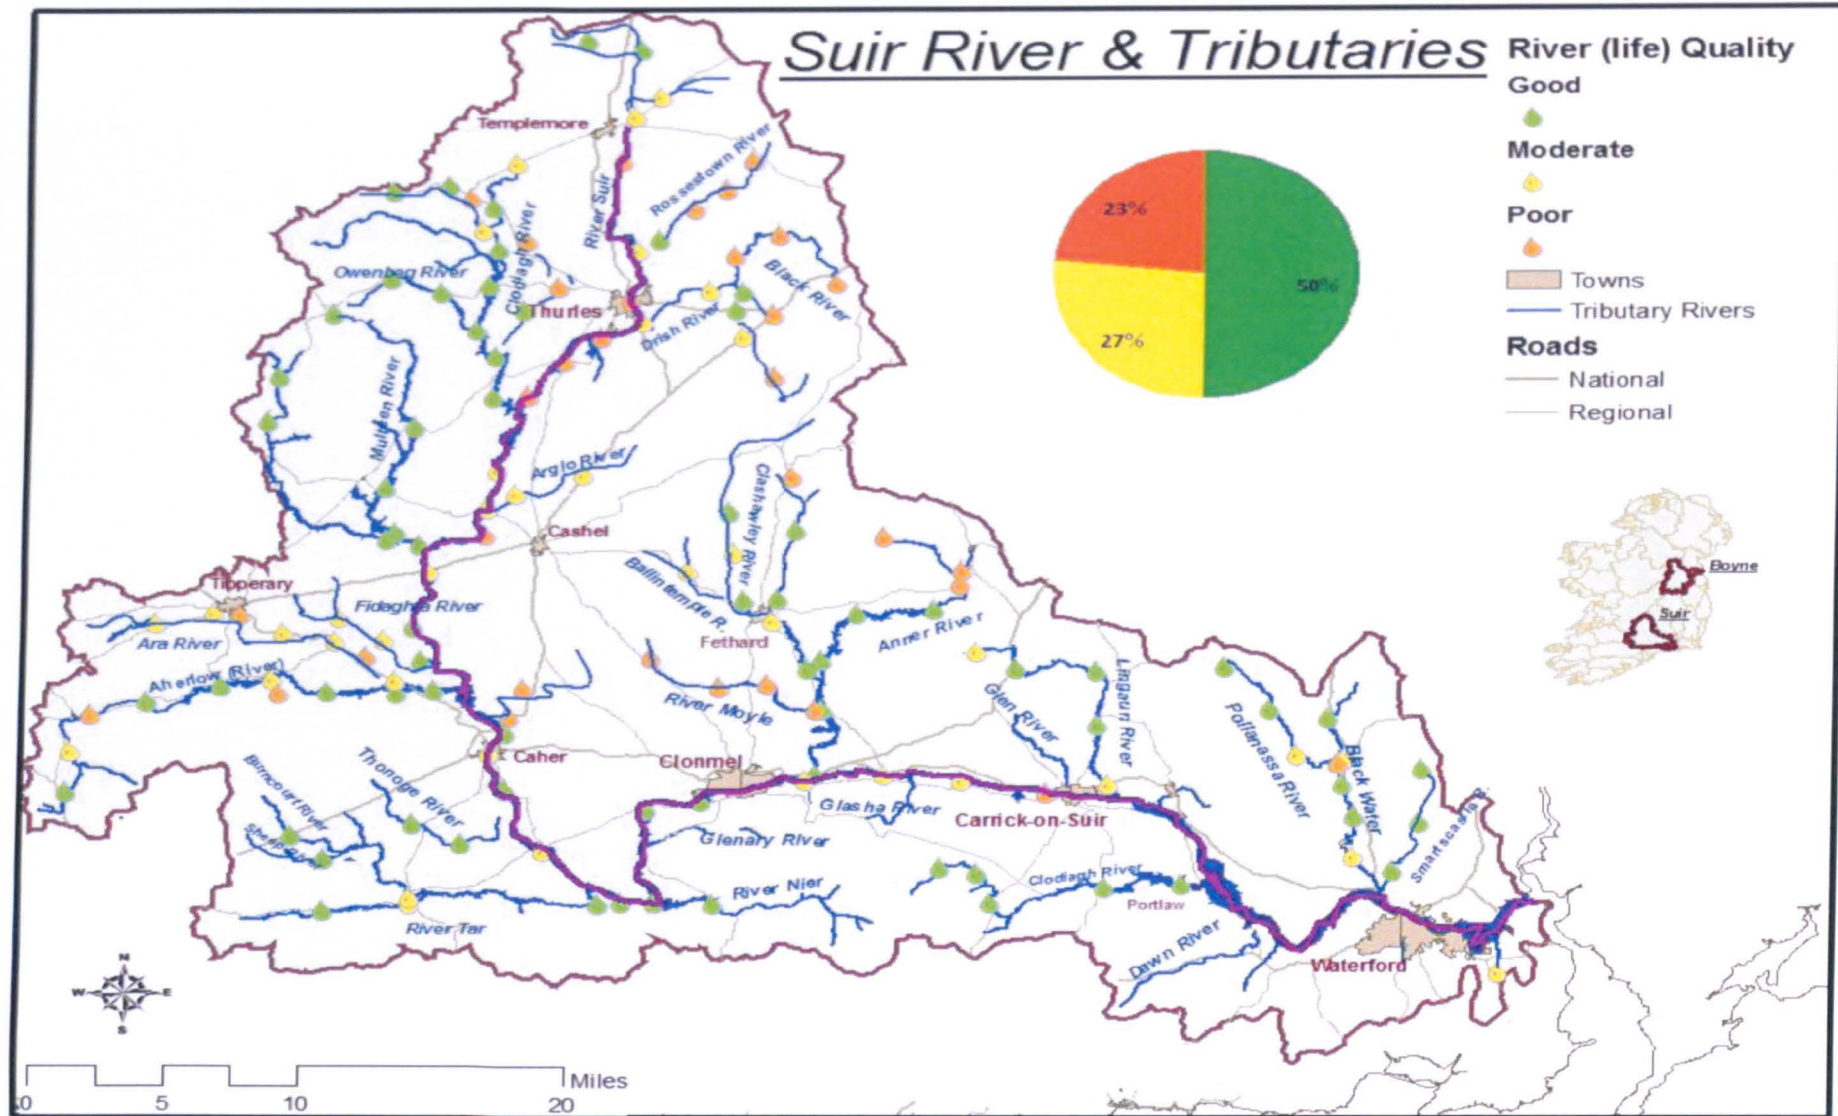 Suir River & Tributaries
River (life) Quality
Good
Moderate
Poor
Towns
Tributary Rivers
Roads
National
Regional
23%
50%
27%
Templemore
Rossestown River
River Suir
Clodiagh River
Owenbeg River
Black River
Thurles
Drish River
Multeen River
Arglo River
Clashawley River
Cashel
Boyne
Suir
Tipperary
Ballintemple R.
Fidaghta River
Ara River
Fethard
Anner River
Aherlow (River)
Lingaun River
Glen River
River Moyle
Pollanassa River
Black Water
Caher
Clonmel
Thonoge River
Burncourt River
Glasha River
Carrick-on-Suir
Smartscastle R.
Sheep River
Glenary River
Clodiagh River
River Nier
Portlaw
River Tar
Dawn River
Waterford
N
W
E
S
Miles
0
5
10
20